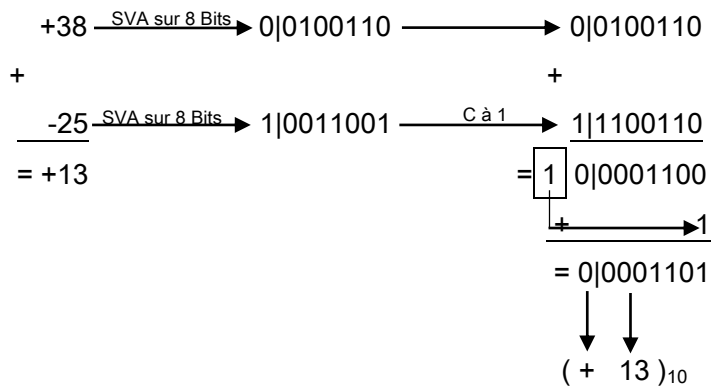 +38 SVA sur 8 Bits 0|0100110 0|0100110
+ +
-25 SVA sur 8 Bits 1|0011001 C à 1 1|1100110
= +13 = 1 0|0001100
+ 1
= 0|0001101
( + 13 )₁₀